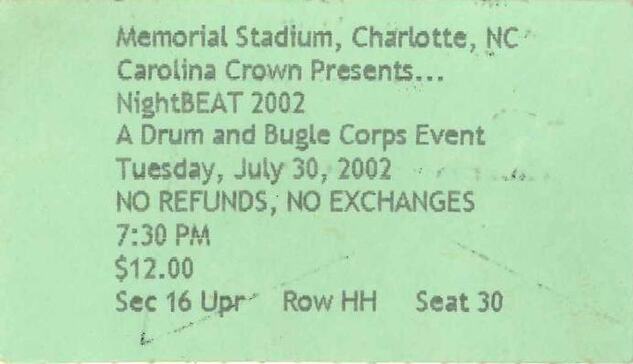 Memorial Stadium, Charlotte, NC
Carolina Crown Presents...
NightBEAT 2002
A Drum and Bugle Corps Event
Tuesday, July 30, 2002
NO REFUNDS, NO EXCHANGES
7:30 PM
$12.00
Sec 16 Upr Row HH Seat 30